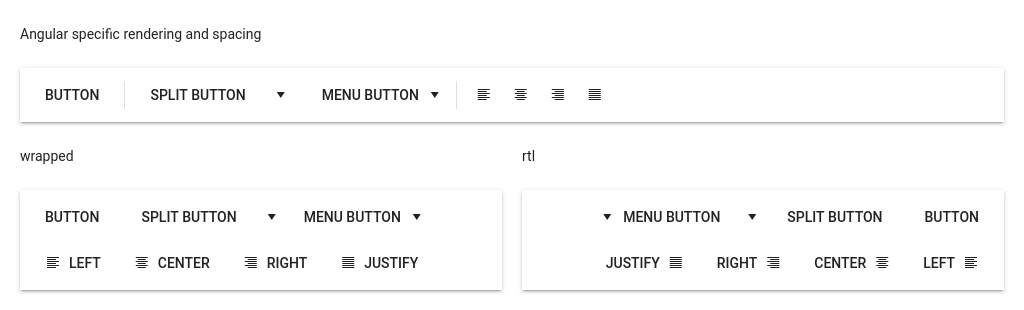 Angular specific rendering and spacing
BUTTON SPLIT BUTTON MENU BUTTON
wrapped
BUTTON SPLIT BUTTON MENU BUTTON
LEFT CENTER RIGHT JUSTIFY
rtl
MENU BUTTON SPLIT BUTTON BUTTON
JUSTIFY RIGHT CENTER LEFT